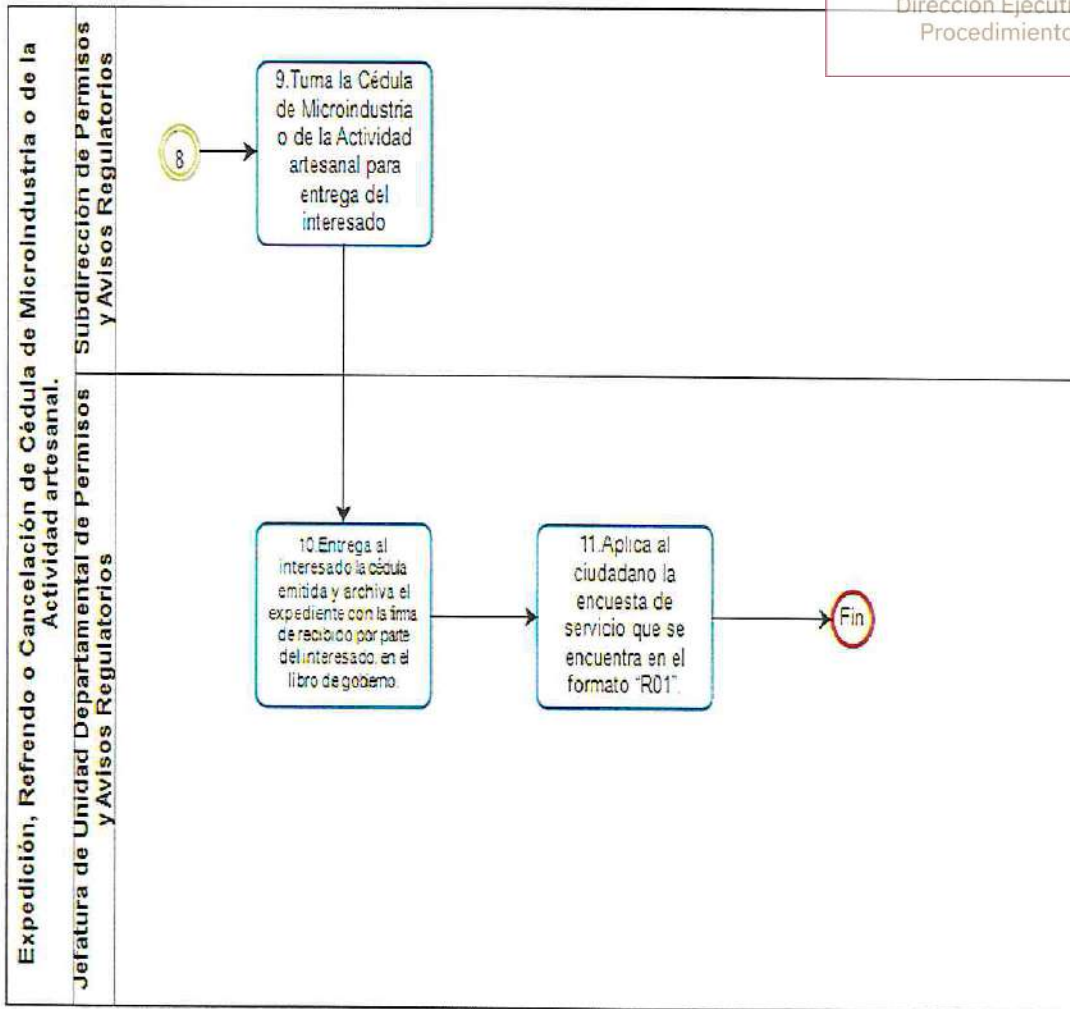 Dirección Ejecuti
Procedimiento
Expedición, Refrendo o Cancelación de Cédula de MicroIndustria o de la
Actividad artesanal.
Subdirección de Permisos
y Avisos Regulatorios
8
9.Turna la Cédula
de Microindustria
o de la Actividad
artesanal para
entrega del
interesado
Jefatura de Unidad Departamental de Permisos
y Avisos Regulatorios
10.Entrega al
interesado la cédula
emitida y archiva el
expediente con la firma
de recibido por parte
del interesado, en el
libro de gobierno.
11.Aplica al
ciudadano la
encuesta de
servicio que se
encuentra en el
formato "R01".
Fin